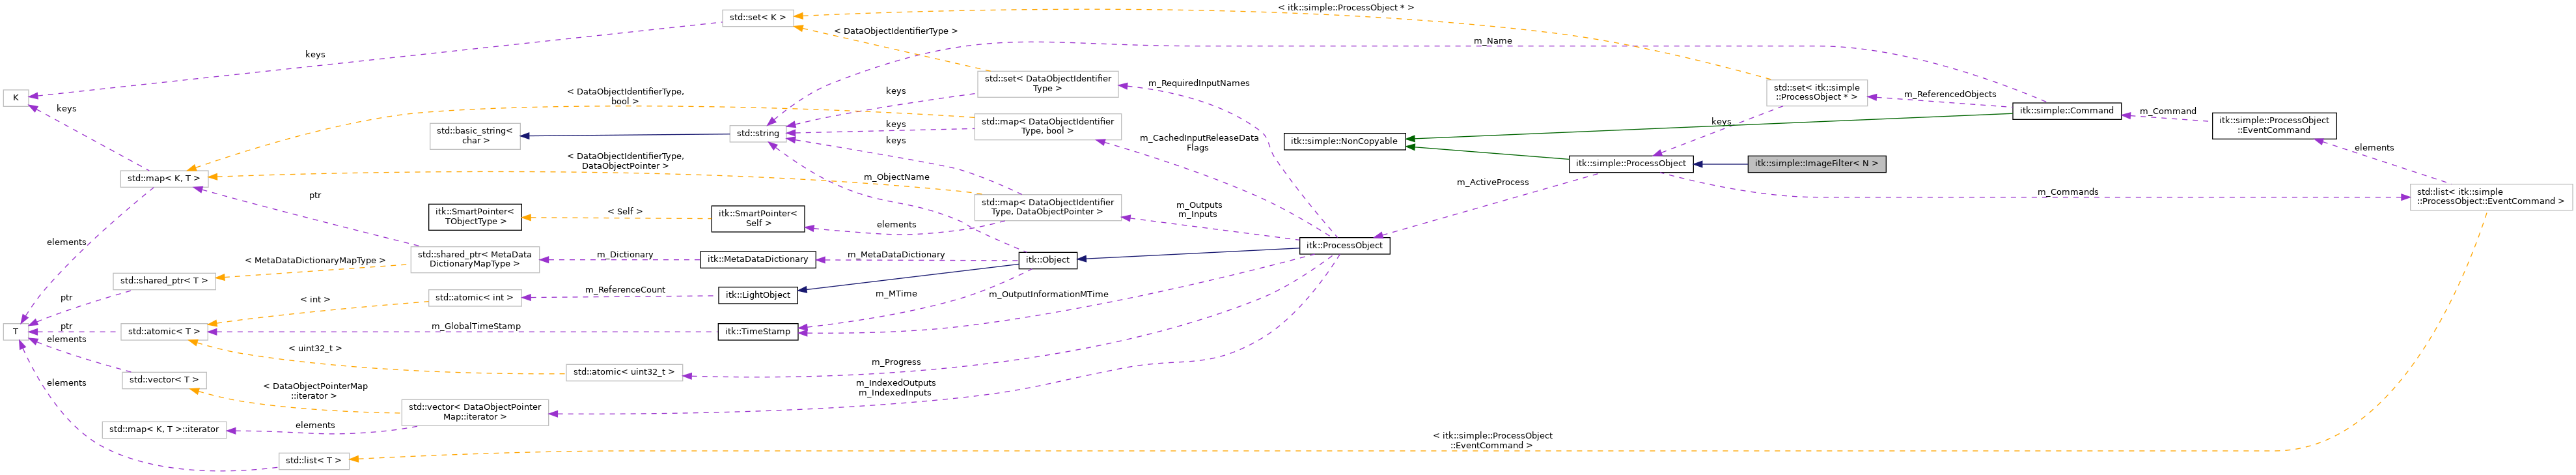 < itk::simple::ProcessObject * >
std::set< K >
< DataObjectIdentifierType >
m_Name
keys
std::set< DataObjectIdentifier
Type >
m_RequiredInputNames
std::set< itk::simple
::ProcessObject * >
m_ReferencedObjects
itk::simple::Command
m_Command
itk::simple::ProcessObject
::EventCommand
K
keys
< DataObjectIdentifierType,
bool >
keys
std::map< DataObjectIdentifier
Type, bool >
keys
std::basic_string<
char >
std::string
keys
m_CachedInputReleaseData
Flags
itk::simple::NonCopyable
keys
elements
< DataObjectIdentifierType,
DataObjectPointer >
itk::simple::ProcessObject
itk::simple::ImageFilter< N >
std::map< K, T >
m_ObjectName
m_ActiveProcess
m_Commands
std::list< itk::simple
::ProcessObject::EventCommand >
ptr
std::map< DataObjectIdentifier
Type, DataObjectPointer >
m_Outputs
m_Inputs
itk::SmartPointer<
TObjectType >
< Self >
itk::SmartPointer<
Self >
elements
elements
itk::ProcessObject
std::shared_ptr< MetaData
DictionaryMapType >
m_Dictionary
itk::MetaDataDictionary
m_MetaDataDictionary
itk::Object
< MetaDataDictionaryMapType >
std::shared_ptr< T >
ptr
< int >
std::atomic< int >
m_ReferenceCount
itk::LightObject
m_MTime
m_OutputInformationMTime
T
ptr
std::atomic< T >
m_GlobalTimeStamp
itk::TimeStamp
elements
< uint32_t >
std::atomic< uint32_t >
m_Progress
std::vector< T >
elements
< DataObjectPointerMap
::iterator >
m_IndexedOutputs
m_IndexedInputs
std::vector< DataObjectPointer
Map::iterator >
std::map< K, T >::iterator
elements
< itk::simple::ProcessObject
::EventCommand >
std::list< T >